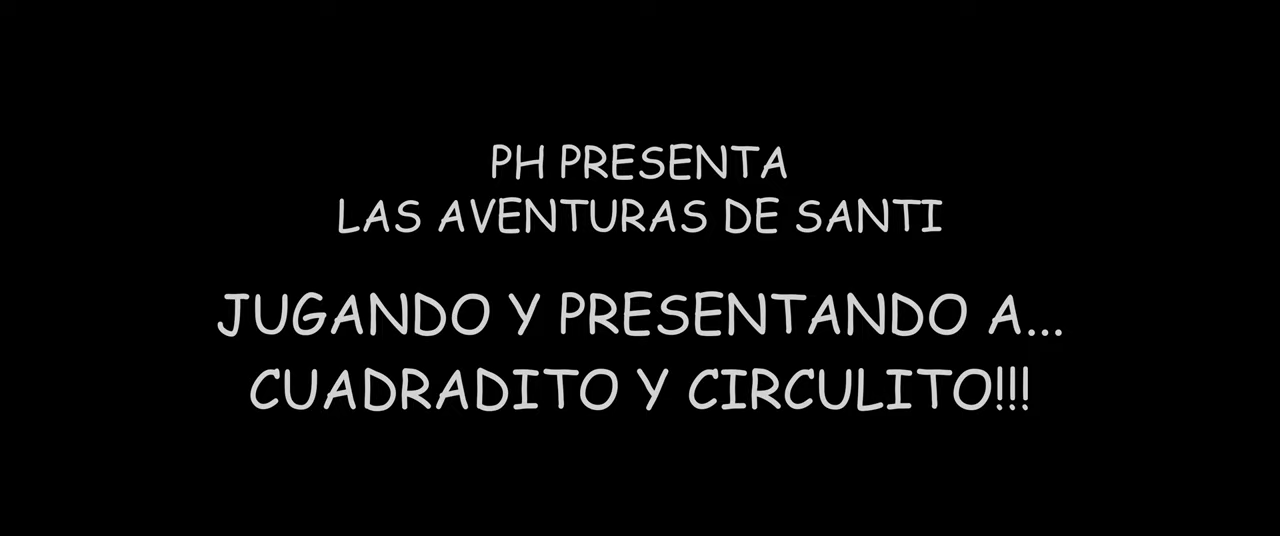 PH PRESENTA
LAS AVENTURAS DE SANTI
JUGANDO Y PRESENTANDO A...
CUADRADITO Y CIRCULITO!!!